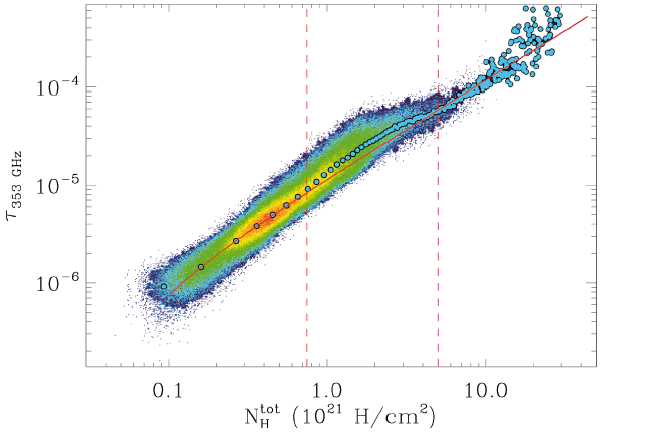 10⁻⁴
10⁻⁵
10⁻⁶
τ₃₅₃ GHz
0.1 1.0 10.0
N_H^tot (10²¹ H/cm²)